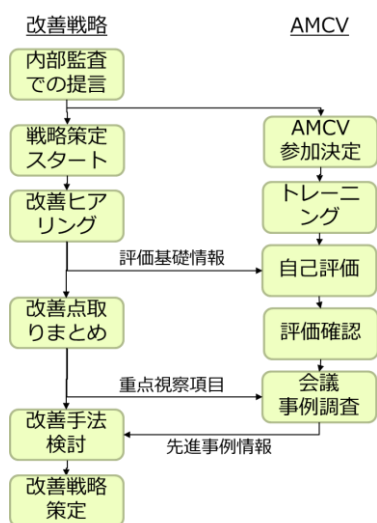 改善戦略
AMCV
内部監査
での提言
戦略策定
スタート
AMCV
参加決定
改善ヒア
リング
トレーニ
ング
評価基礎情報
自己評価
改善点取
りまとめ
評価確認
重点視察項目
会議
事例調査
改善手法
検討
先進事例情報
改善戦略
策定